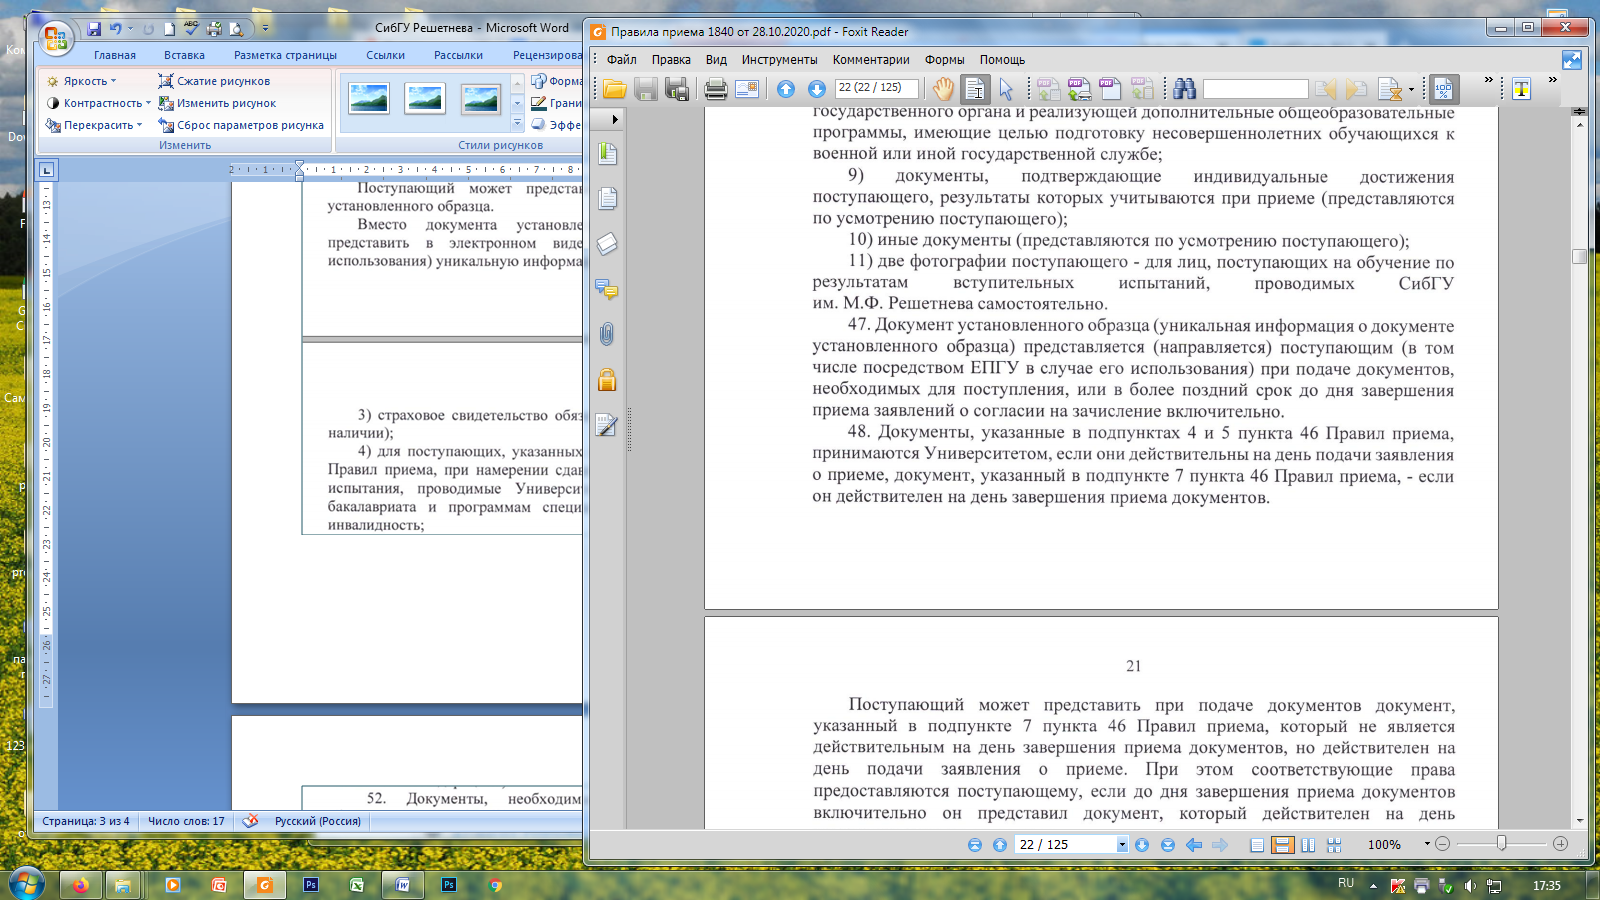 СибГУ Решетнева - Microsoft Word
Главная
Вставка
Разметка страницы
Ссылки
Рассылки
Рецензирова
Яркость
Сжатие рисунков
Контрастность
Изменить рисунок
Перекрасить
Сброс параметров рисунка
Изменить
Форма
Грани
Эффе
Стили рисунков
Поступающий может представ
установленного образца.
Вместо документа установле
представить в электронном виде
использования) уникальную информа
3) страховое свидетельство обяз
наличии);
4) для поступающих, указанных
Правил приема, при намерении сдав
испытания, проводимые Университ
бакалавриата и программам специ
инвалидность;
52. Документы, необходим
Страница: 3 из 4
Число слов: 17
Русский (Россия)
Правила приема 1840 от 28.10.2020.pdf - Foxit Reader
Файл
Правка
Вид
Инструменты
Комментарии
Формы
Помощь
22 (22 / 125)
государственного органа и реализующей дополнительные общеобразовательные
программы, имеющие целью подготовку несовершеннолетних обучающихся к
военной или иной государственной службе;
9) документы, подтверждающие индивидуальные достижения
поступающего, результаты которых учитываются при приеме (представляются
по усмотрению поступающего);
10) иные документы (представляются по усмотрению поступающего);
11) две фотографии поступающего - для лиц, поступающих на обучение по
результатам вступительных испытаний, проводимых СибГУ
им. М.Ф. Решетнева самостоятельно.
47. Документ установленного образца (уникальная информация о документе
установленного образца) представляется (направляется) поступающим (в том
числе посредством ЕПГУ в случае его использования) при подаче документов,
необходимых для поступления, или в более поздний срок до дня завершения
приема заявлений о согласии на зачисление включительно.
48. Документы, указанные в подпунктах 4 и 5 пункта 46 Правил приема,
принимаются Университетом, если они действительны на день подачи заявления
о приеме, документ, указанный в подпункте 7 пункта 46 Правил приема, - если
он действителен на день завершения приема документов.
21
Поступающий может представить при подаче документов документ,
указанный в подпункте 7 пункта 46 Правил приема, который не является
действительным на день завершения приема документов, но действителен на
день подачи заявления о приеме. При этом соответствующие права
предоставляются поступающему, если до дня завершения приема документов
включительно он представил документ, который действителен на день
22 / 125
100%
RU
17:35